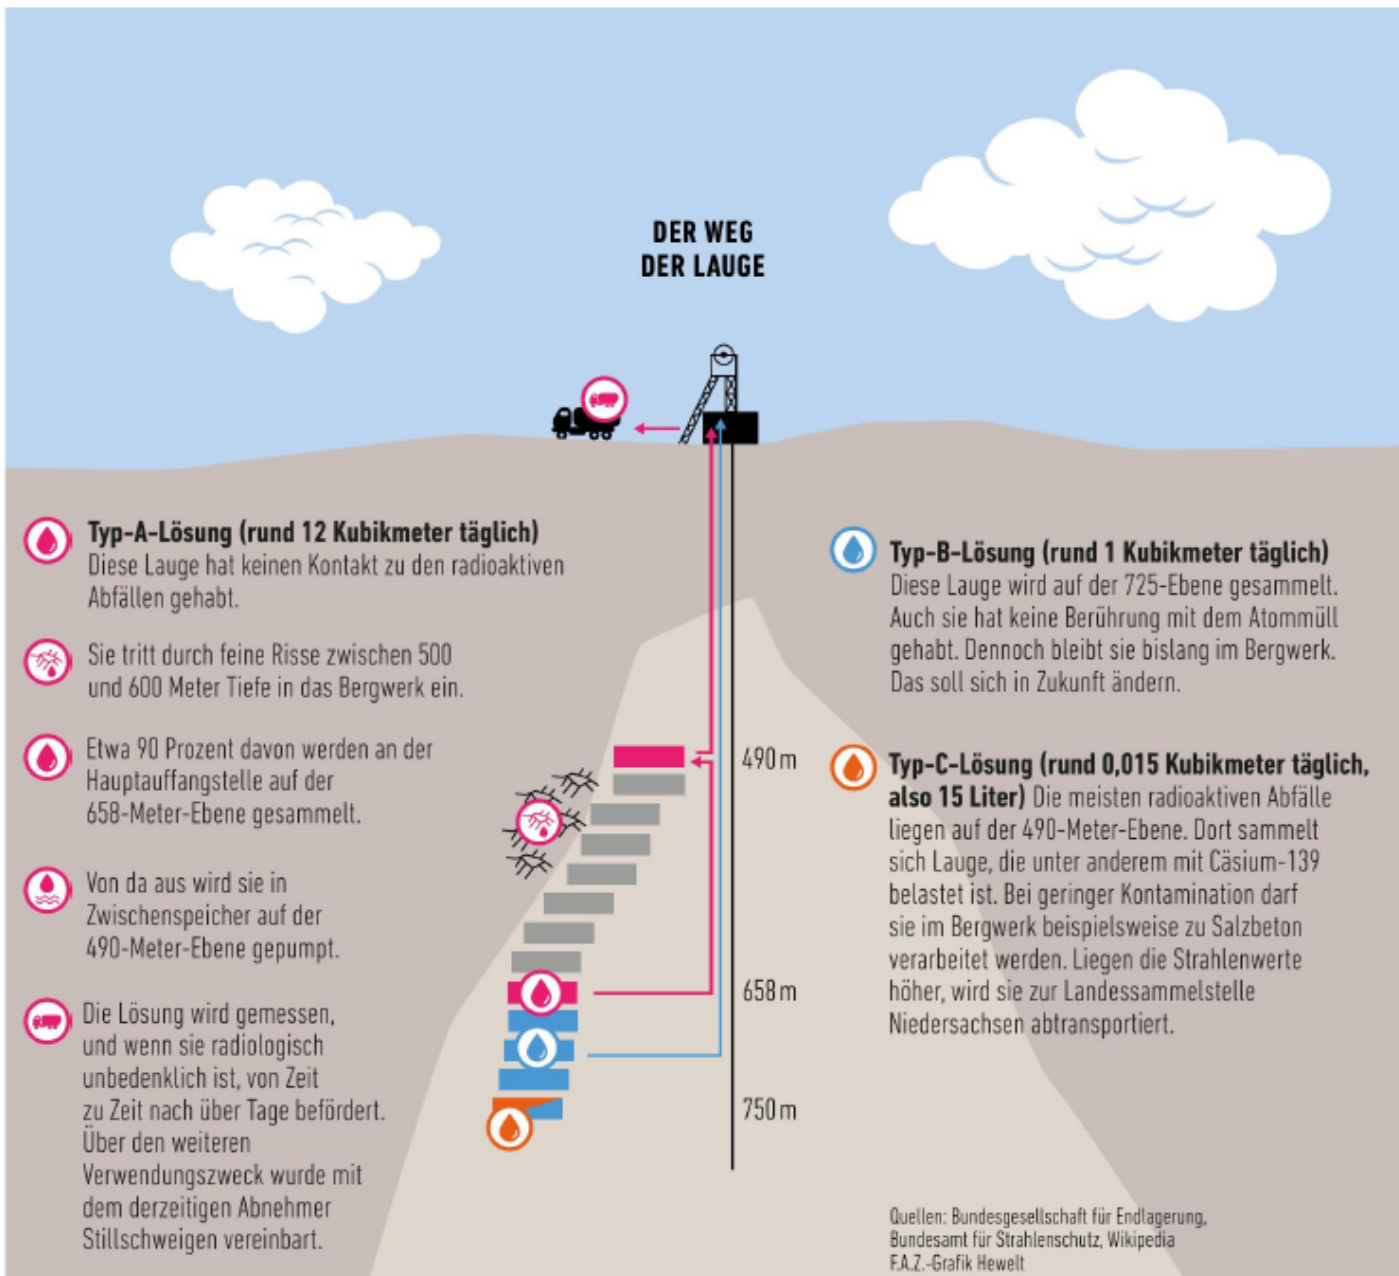 DER WEG
DER LAUGE
Typ-A-Lösung (rund 12 Kubikmeter täglich)
Diese Lauge hat keinen Kontakt zu den radioaktiven
Abfällen gehabt.
Sie tritt durch feine Risse zwischen 500
und 600 Meter Tiefe in das Bergwerk ein.
Etwa 90 Prozent davon werden an der
Hauptauffangstelle auf der
658-Meter-Ebene gesammelt.
Von da aus wird sie in
Zwischenspeicher auf der
490-Meter-Ebene gepumpt.
Die Lösung wird gemessen,
und wenn sie radiologisch
unbedenklich ist, von Zeit
zu Zeit nach über Tage befördert.
Über den weiteren
Verwendungszweck wurde mit
dem derzeitigen Abnehmer
Stillschweigen vereinbart.
490 m
658 m
750 m
Typ-B-Lösung (rund 1 Kubikmeter täglich)
Diese Lauge wird auf der 725-Ebene gesammelt.
Auch sie hat keine Berührung mit dem Atommüll
gehabt. Dennoch bleibt sie bislang im Bergwerk.
Das soll sich in Zukunft ändern.
Typ-C-Lösung (rund 0,015 Kubikmeter täglich,
also 15 Liter) Die meisten radioaktiven Abfälle
liegen auf der 490-Meter-Ebene. Dort sammelt
sich Lauge, die unter anderem mit Cäsium-139
belastet ist. Bei geringer Kontamination darf
sie im Bergwerk beispielsweise zu Salzbeton
verarbeitet werden. Liegen die Strahlenwerte
höher, wird sie zur Landessammelstelle
Niedersachsen abtransportiert.
Quellen: Bundesgesellschaft für Endlagerung,
Bundesamt für Strahlenschutz, Wikipedia
F.A.Z.-Grafik Hewelt